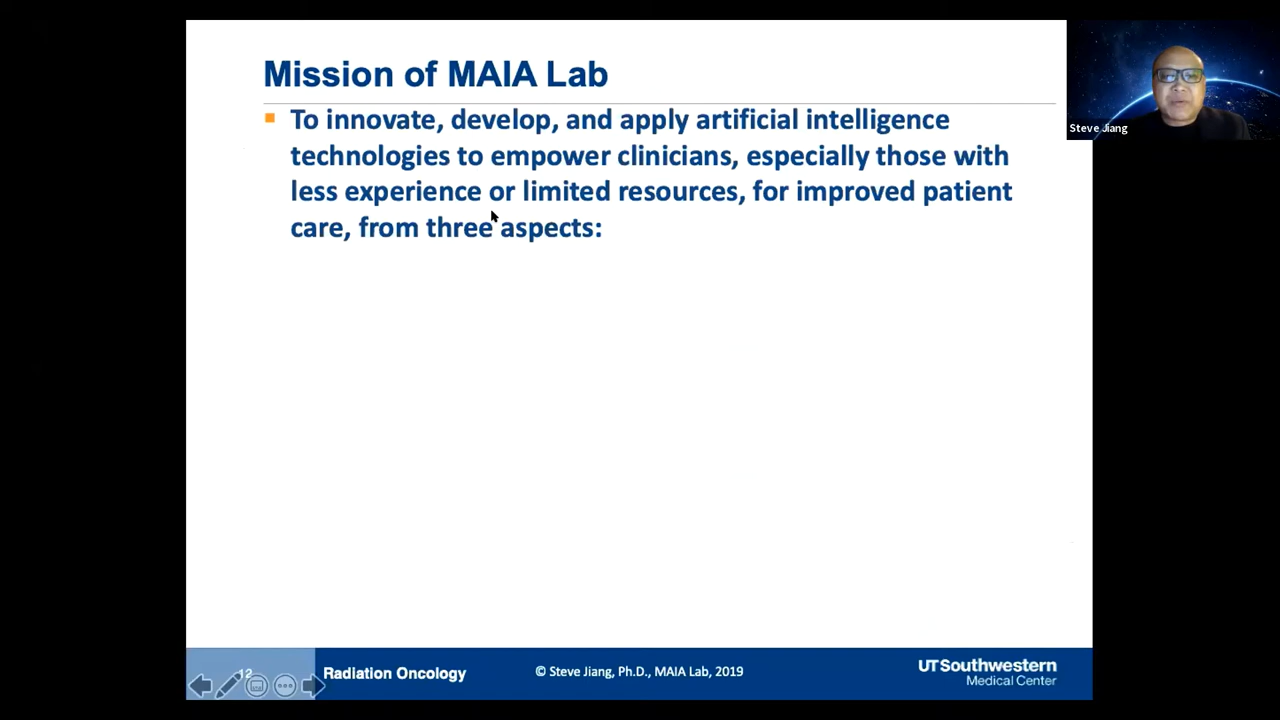 Mission of MAIA Lab
To innovate, develop, and apply artificial intelligence
technologies to empower clinicians, especially those with
less experience or limited resources, for improved patient
care, from three aspects:
Steve Jiang
12
Radiation Oncology
© Steve Jiang, Ph.D., MAIA Lab, 2019
UTSouthwestern
Medical Center